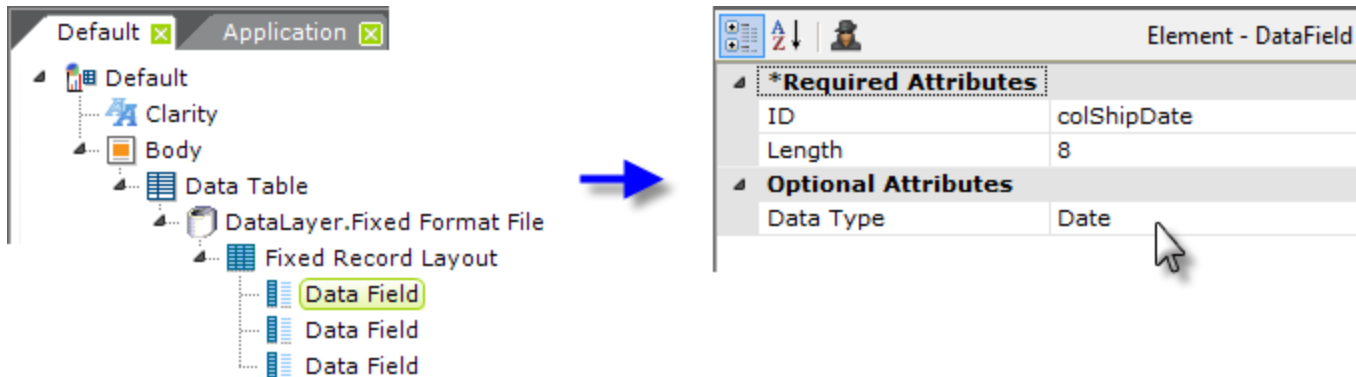 Default Application
Default
Clarity
Body
Data Table
DataLayer.Fixed Format File
Fixed Record Layout
Data Field
Data Field
Data Field
A Z Element - DataField
*Required Attributes
ID colShipDate
Length 8
Optional Attributes
Data Type Date